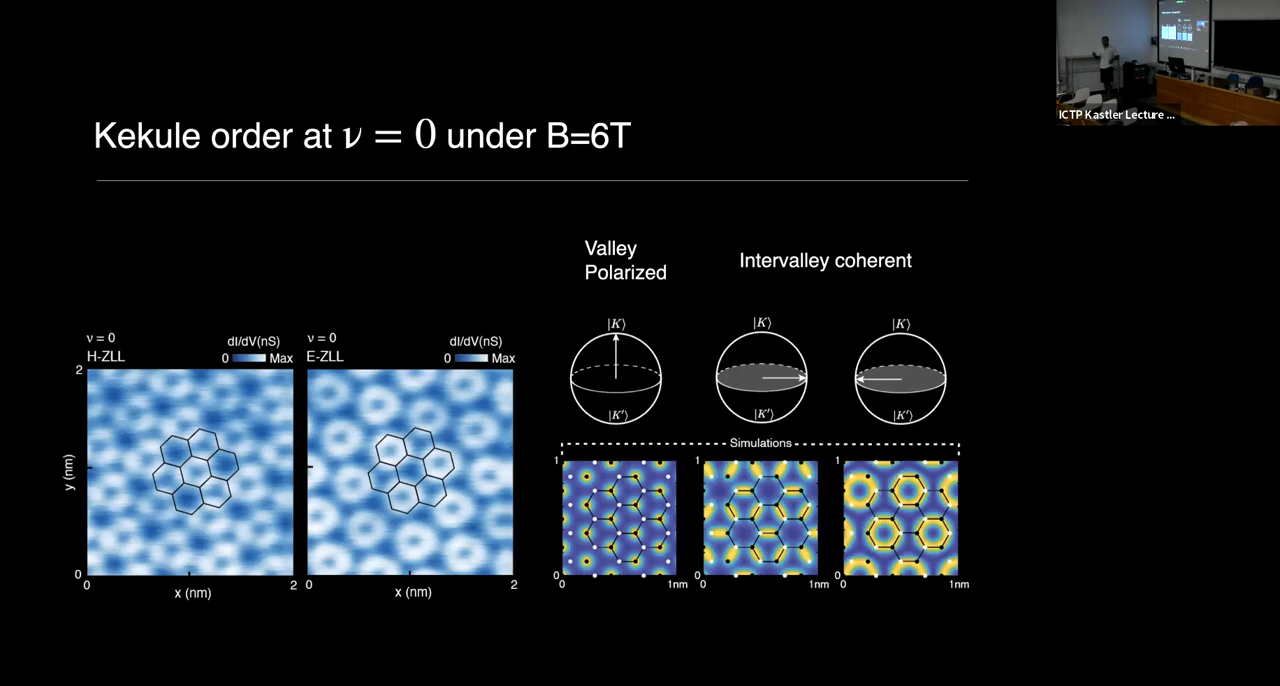 ICTP Kastler Lecture ...
Kekule order at ν = 0 under B=6T
Valley
Polarized
Intervalley coherent
ν = 0
H-ZLL
dI/dV(nS)
0 Max
ν = 0
E-ZLL
dI/dV(nS)
0 Max
2
y (nm)
0
0
2
x (nm)
0
2
x (nm)
|K⟩
|K'⟩
|K⟩
|K'⟩
|K⟩
|K'⟩
Simulations
1
0
0
1nm
1
0
0
1nm
1
0
0
1nm